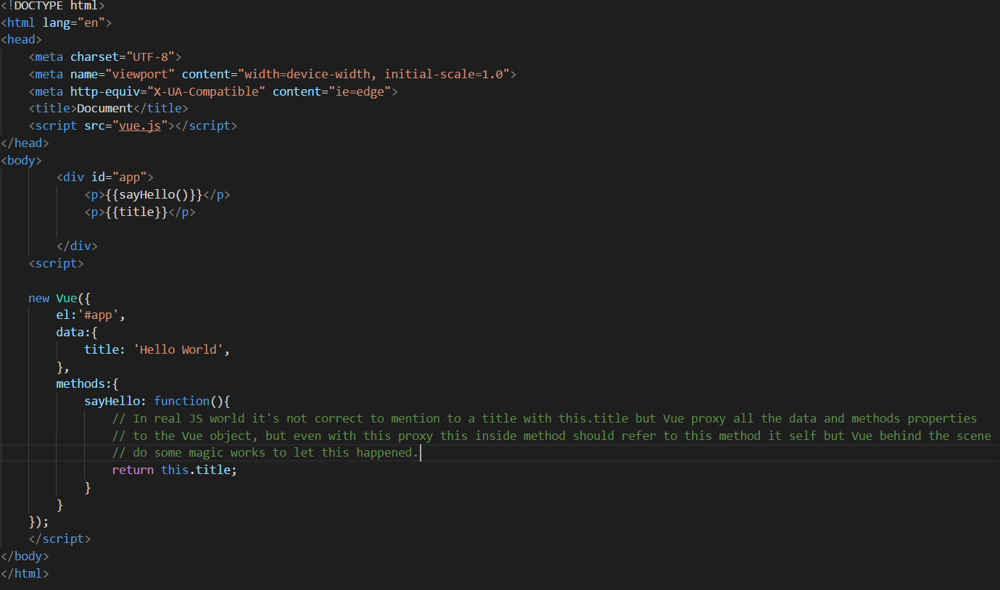 <!DOCTYPE html>
<html lang="en">
<head>
    <meta charset="UTF-8">
    <meta name="viewport" content="width=device-width, initial-scale=1.0">
    <meta http-equiv="X-UA-Compatible" content="ie=edge">
    <title>Document</title>
    <script src="vue.js"></script>
</head>
<body>
        <div id="app">
            <p>{{sayHello()}}</p>
            <p>{{title}}</p>

        </div>
    <script>

    new Vue({
        el:'#app',
        data:{
            title: 'Hello World',
        },
        methods:{
            sayHello: function(){
                // In real JS world it's not correct to mention to a title with this.title but Vue proxy all the data and methods properties
                // to the Vue object, but even with this proxy this inside method should refer to this method it self but Vue behind the scene
                // do some magic works to let this happened.
                return this.title;
            }
        }
    });
    </script>
</body>
</html>